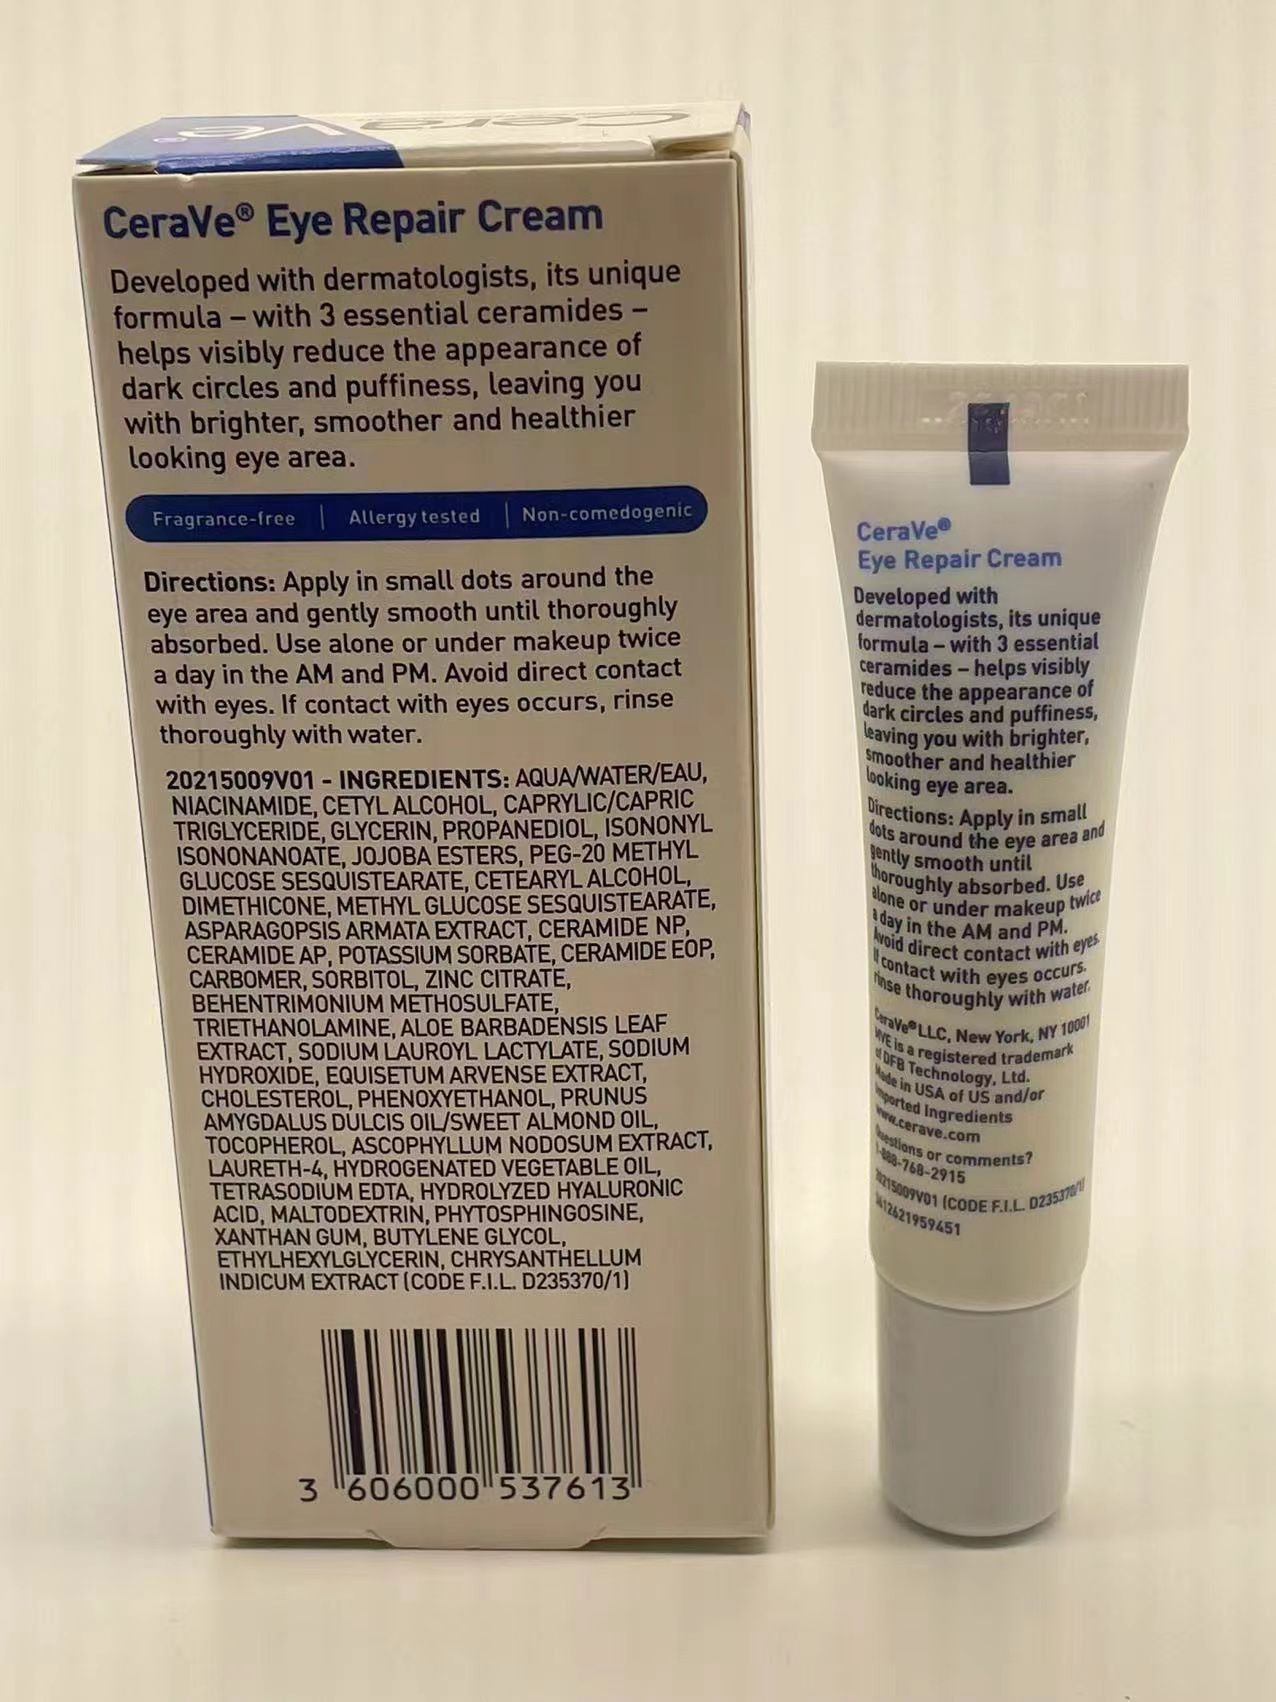 CeraVe®
CeraVe® Eye Repair Cream
Developed with dermatologists, its unique
formula – with 3 essential ceramides –
helps visibly reduce the appearance of
dark circles and puffiness, leaving you
with brighter, smoother and healthier
looking eye area.
Fragrance-free | Allergy tested | Non-comedogenic
Directions: Apply in small dots around the
eye area and gently smooth until thoroughly
absorbed. Use alone or under makeup twice
a day in the AM and PM. Avoid direct contact
with eyes. If contact with eyes occurs, rinse
thoroughly with water.
20215009V01 - INGREDIENTS: AQUA/WATER/EAU,
NIACINAMIDE, CETYL ALCOHOL, CAPRYLIC/CAPRIC
TRIGLYCERIDE, GLYCERIN, PROPANEDIOL, ISONONYL
ISONONANOATE, JOJOBA ESTERS, PEG-20 METHYL
GLUCOSE SESQUISTEARATE, CETEARYL ALCOHOL,
DIMETHICONE, METHYL GLUCOSE SESQUISTEARATE,
ASPARAGOPSIS ARMATA EXTRACT, CERAMIDE NP,
CERAMIDE AP, POTASSIUM SORBATE, CERAMIDE EOP,
CARBOMER, SORBITOL, ZINC CITRATE,
BEHENTRIMONIUM METHOSULFATE,
TRIETHANOLAMINE, ALOE BARBADENSIS LEAF
EXTRACT, SODIUM LAUROYL LACTYLATE, SODIUM
HYDROXIDE, EQUISETUM ARVENSE EXTRACT,
CHOLESTEROL, PHENOXYETHANOL, PRUNUS
AMYGDALUS DULCIS OIL/SWEET ALMOND OIL,
TOCOPHEROL, ASCOPHYLLUM NODOSUM EXTRACT,
LAURETH-4, HYDROGENATED VEGETABLE OIL,
TETRASODIUM EDTA, HYDROLYZED HYALURONIC
ACID, MALTODEXTRIN, PHYTOSPHINGOSINE,
XANTHAN GUM, BUTYLENE GLYCOL,
ETHYLHEXYLGLYCERIN, CHRYSANTHELLUM
INDICUM EXTRACT (CODE F.I.L. D235370/1)
3 606000 537613
CeraVe®
Eye Repair Cream
Developed with
dermatologists, its unique
formula – with 3 essential
ceramides – helps visibly
reduce the appearance of
dark circles and puffiness,
leaving you with brighter,
smoother and healthier
looking eye area.
Directions: Apply in small
dots around the eye area and
gently smooth until
thoroughly absorbed. Use
alone or under makeup twice
a day in the AM and PM.
Avoid direct contact with eyes.
If contact with eyes occurs,
rinse thoroughly with water.
CeraVe® LLC, New York, NY 10001
MVE is a registered trademark
of DFB Technology, Ltd.
Made in USA of US and/or
imported Ingredients
www.cerave.com
Questions or comments?
1-888-768-2915
20215009V01 (CODE F.I.L. D235370/1)
12621959451